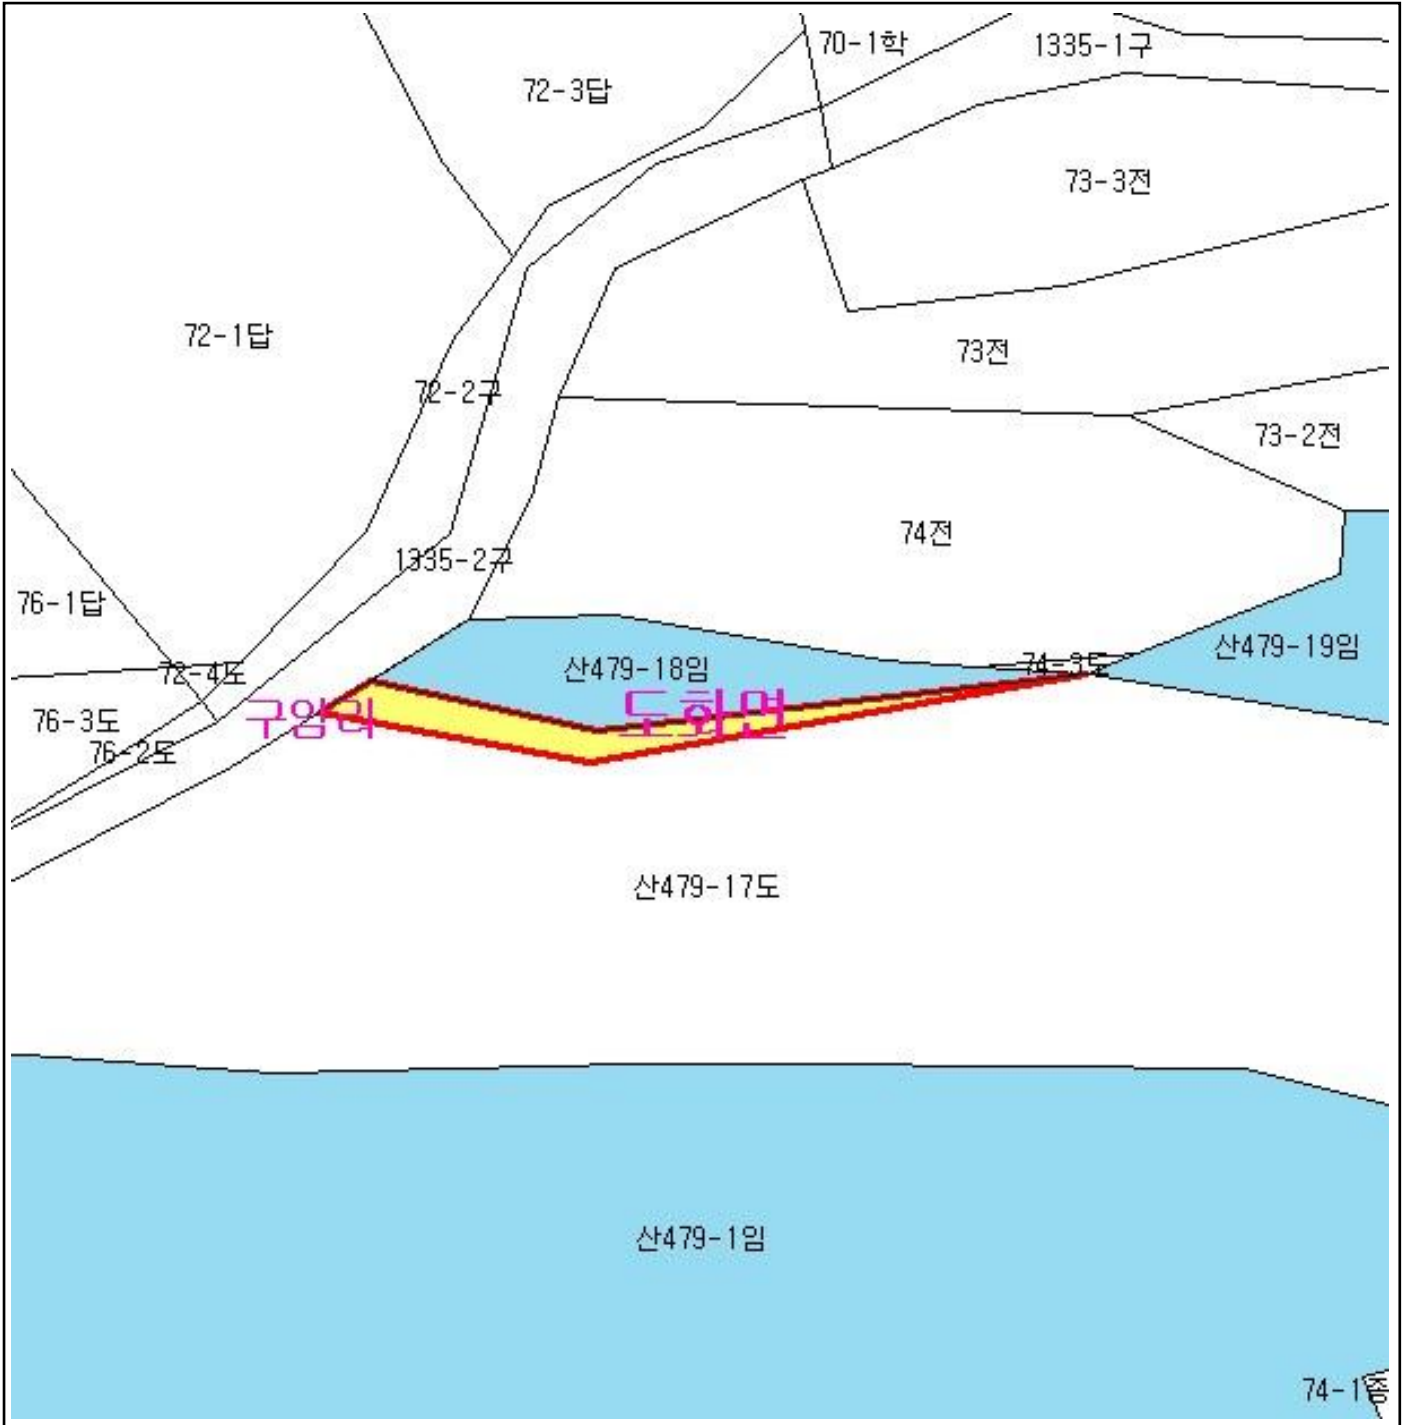 70-1학
1335-1구
72-3답
73-3전
72-1답
73전
72-2구
73-2전
74전
1335-2구
76-1답
산479-19임
산479-18임
74-3도
72-4도
76-3도
구암리
도화면
76-2도
산479-17도
산479-1임
74-1종